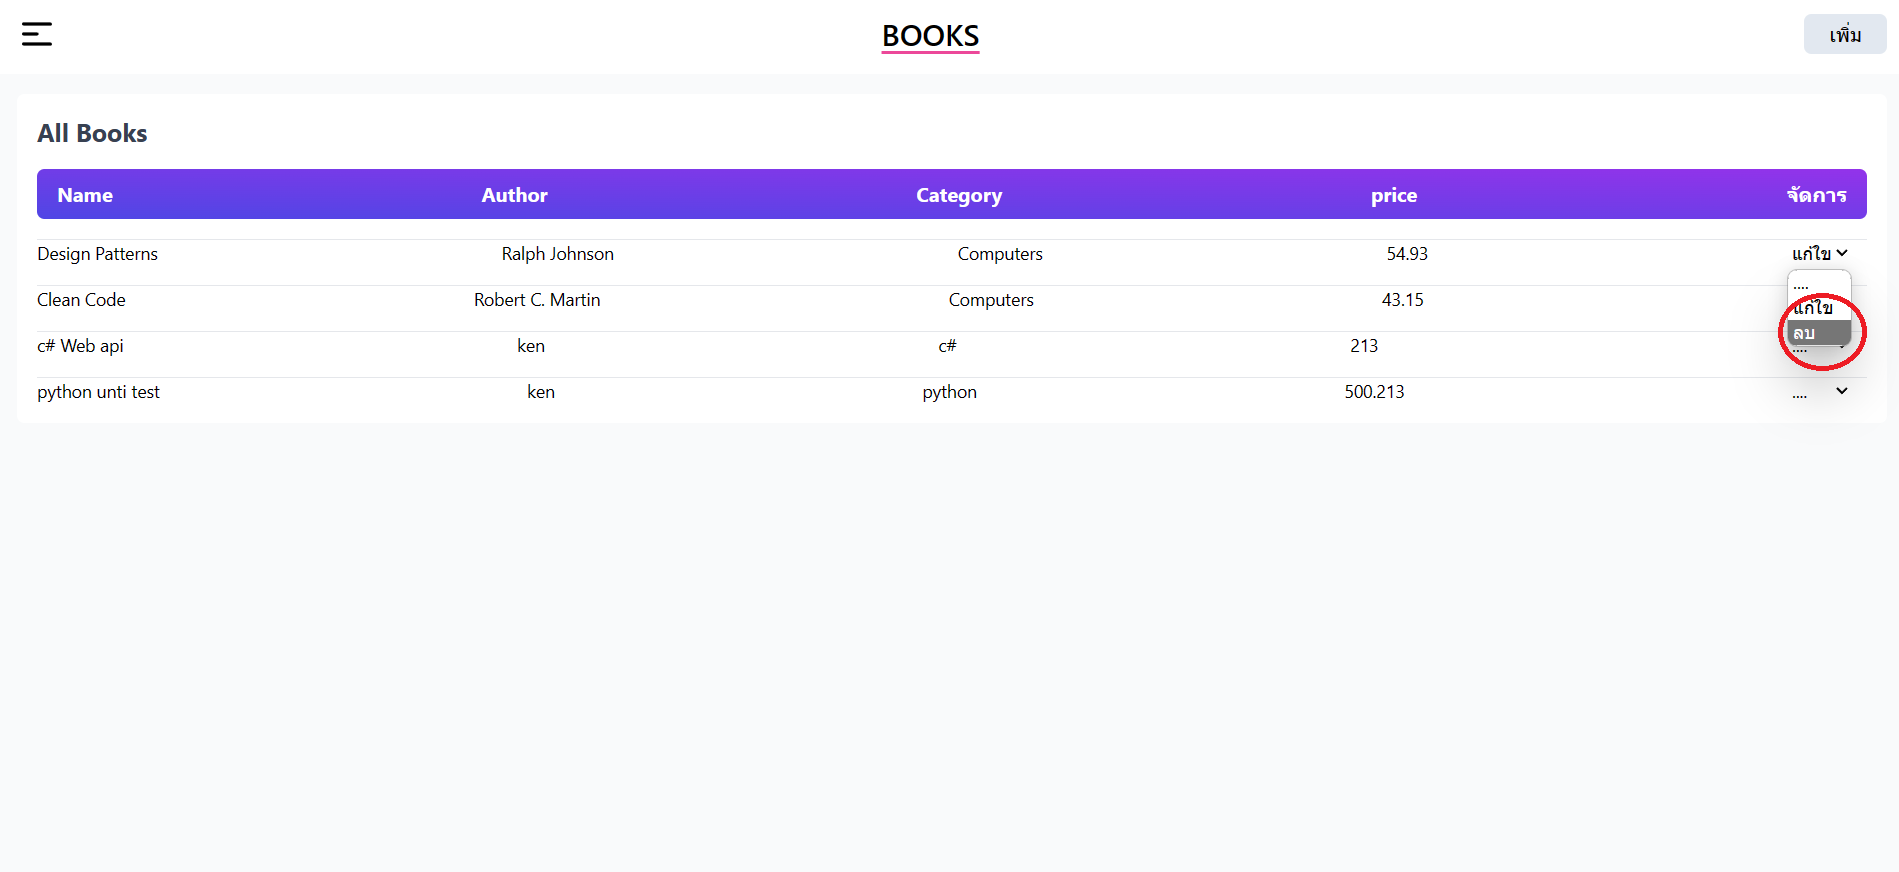 BOOKS
เพิ่ม
All Books
Name Author Category price จัดการ
Design Patterns Ralph Johnson Computers 54.93 แก้ไข
....
Clean Code Robert C. Martin Computers 43.15
แก้ไข
ลบ
c# Web api ken c# 213 ....
python unti test ken python 500.213 ....